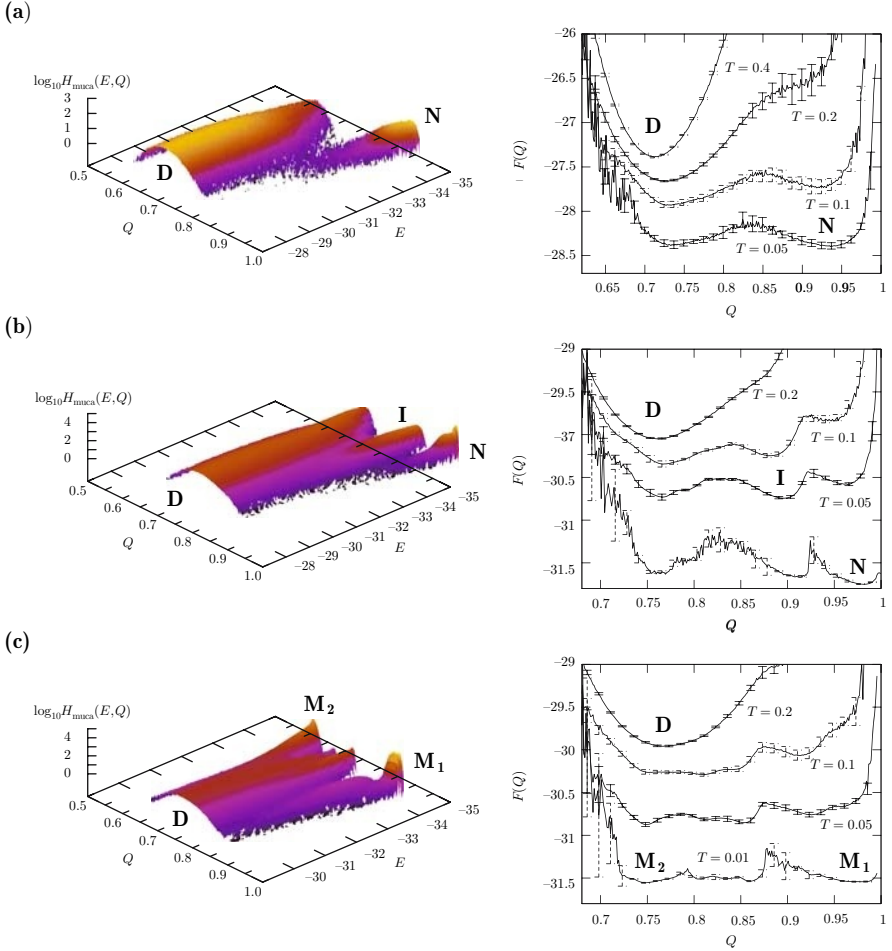 (a)
log10Hmuca(E,Q)
3
2
1
0
0.5
0.6
0.7
0.8
0.9
1.0
Q
−28
−29
−30
−31
−32
−33
−34
−35
E
D
N
−26
−26.5
−27
−27.5
−28
−28.5
F(Q)
T = 0.4
T = 0.2
T = 0.1
T = 0.05
D
N
0.65
0.7
0.75
0.8
0.85
0.9
0.95
1
Q
(b)
log10Hmuca(E,Q)
4
2
0
0.5
0.6
0.7
0.8
0.9
1.0
Q
−28
−29
−30
−31
−32
−33
−34
−35
E
D
I
N
−29
−29.5
−37
−30.5
−31
−31.5
F(Q)
T = 0.2
T = 0.1
T = 0.05
D
I
N
0.7
0.75
0.8
0.85
0.9
0.95
1
Q
(c)
log10Hmuca(E,Q)
4
2
0
0.5
0.6
0.7
0.8
0.9
1.0
Q
−30
−31
−32
−33
−34
−35
E
D
M2
M1
−29
−29.5
−30
−30.5
−31
−31.5
F(Q)
T = 0.2
T = 0.1
T = 0.05
T = 0.01
D
M2
M1
0.7
0.75
0.8
0.85
0.9
0.95
1
Q